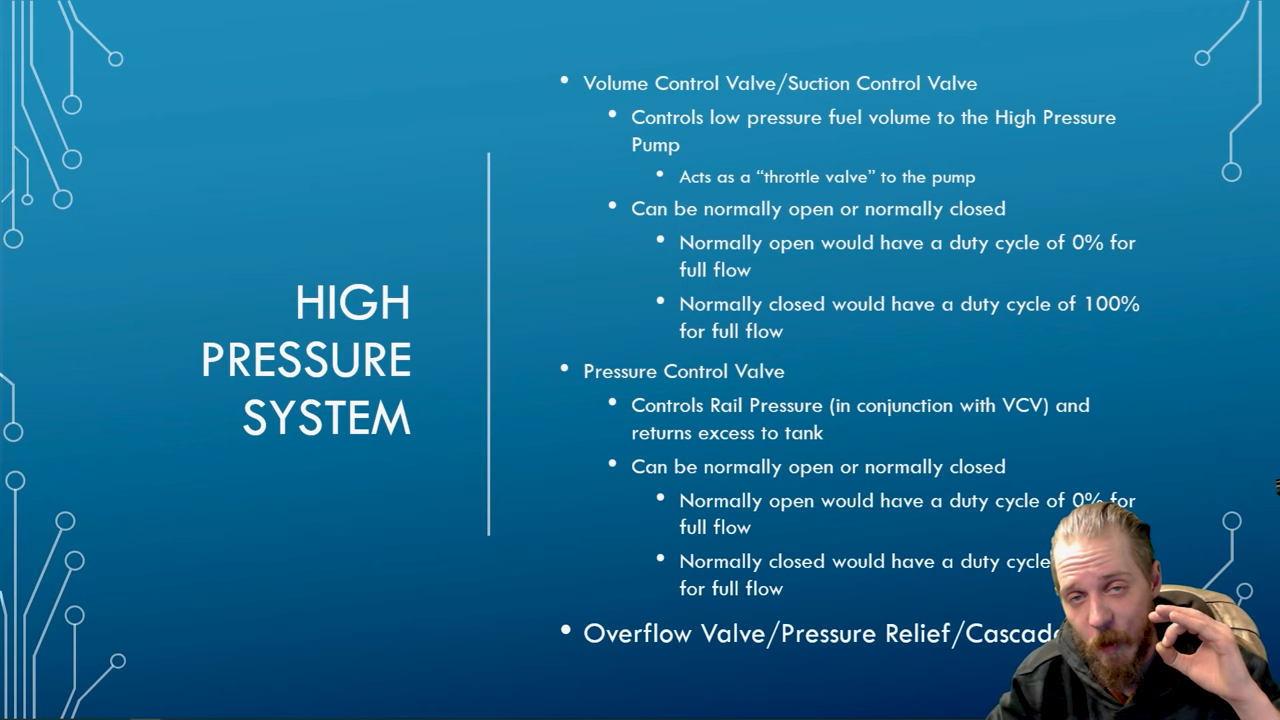 HIGH
PRESSURE
SYSTEM
• Volume Control Valve/Suction Control Valve
• Controls low pressure fuel volume to the High Pressure
Pump
• Acts as a “throttle valve” to the pump
• Can be normally open or normally closed
• Normally open would have a duty cycle of 0% for
full flow
• Normally closed would have a duty cycle of 100%
for full flow
• Pressure Control Valve
• Controls Rail Pressure (in conjunction with VCV) and
returns excess to tank
• Can be normally open or normally closed
• Normally open would have a duty cycle of 0% for
full flow
• Normally closed would have a duty cycle
for full flow
• Overflow Valve/Pressure Relief/Cascade